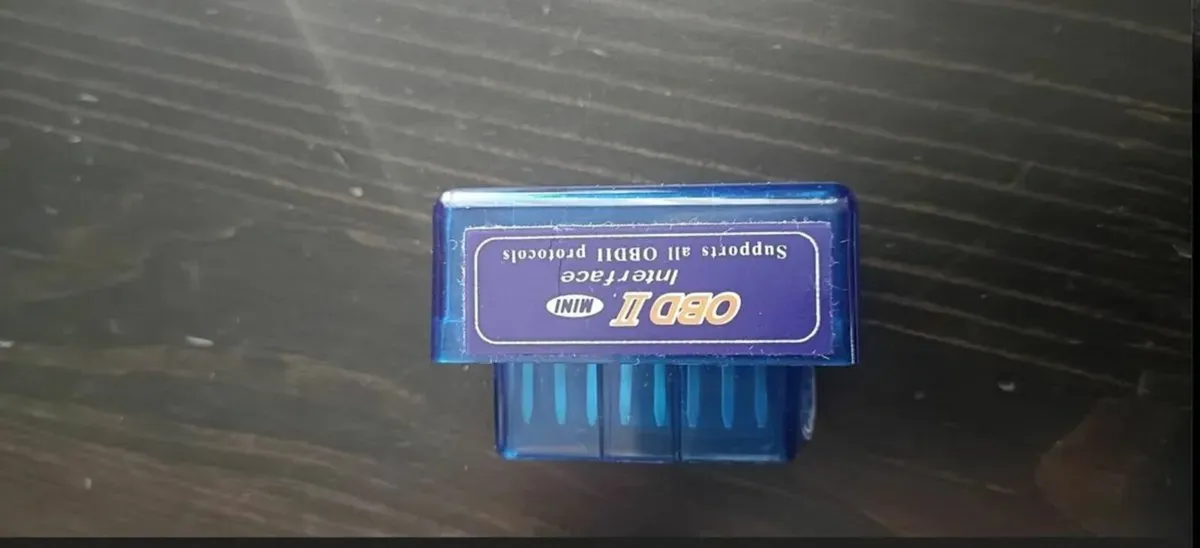 OBD II MINI
Interface
Supports all OBDII protocols